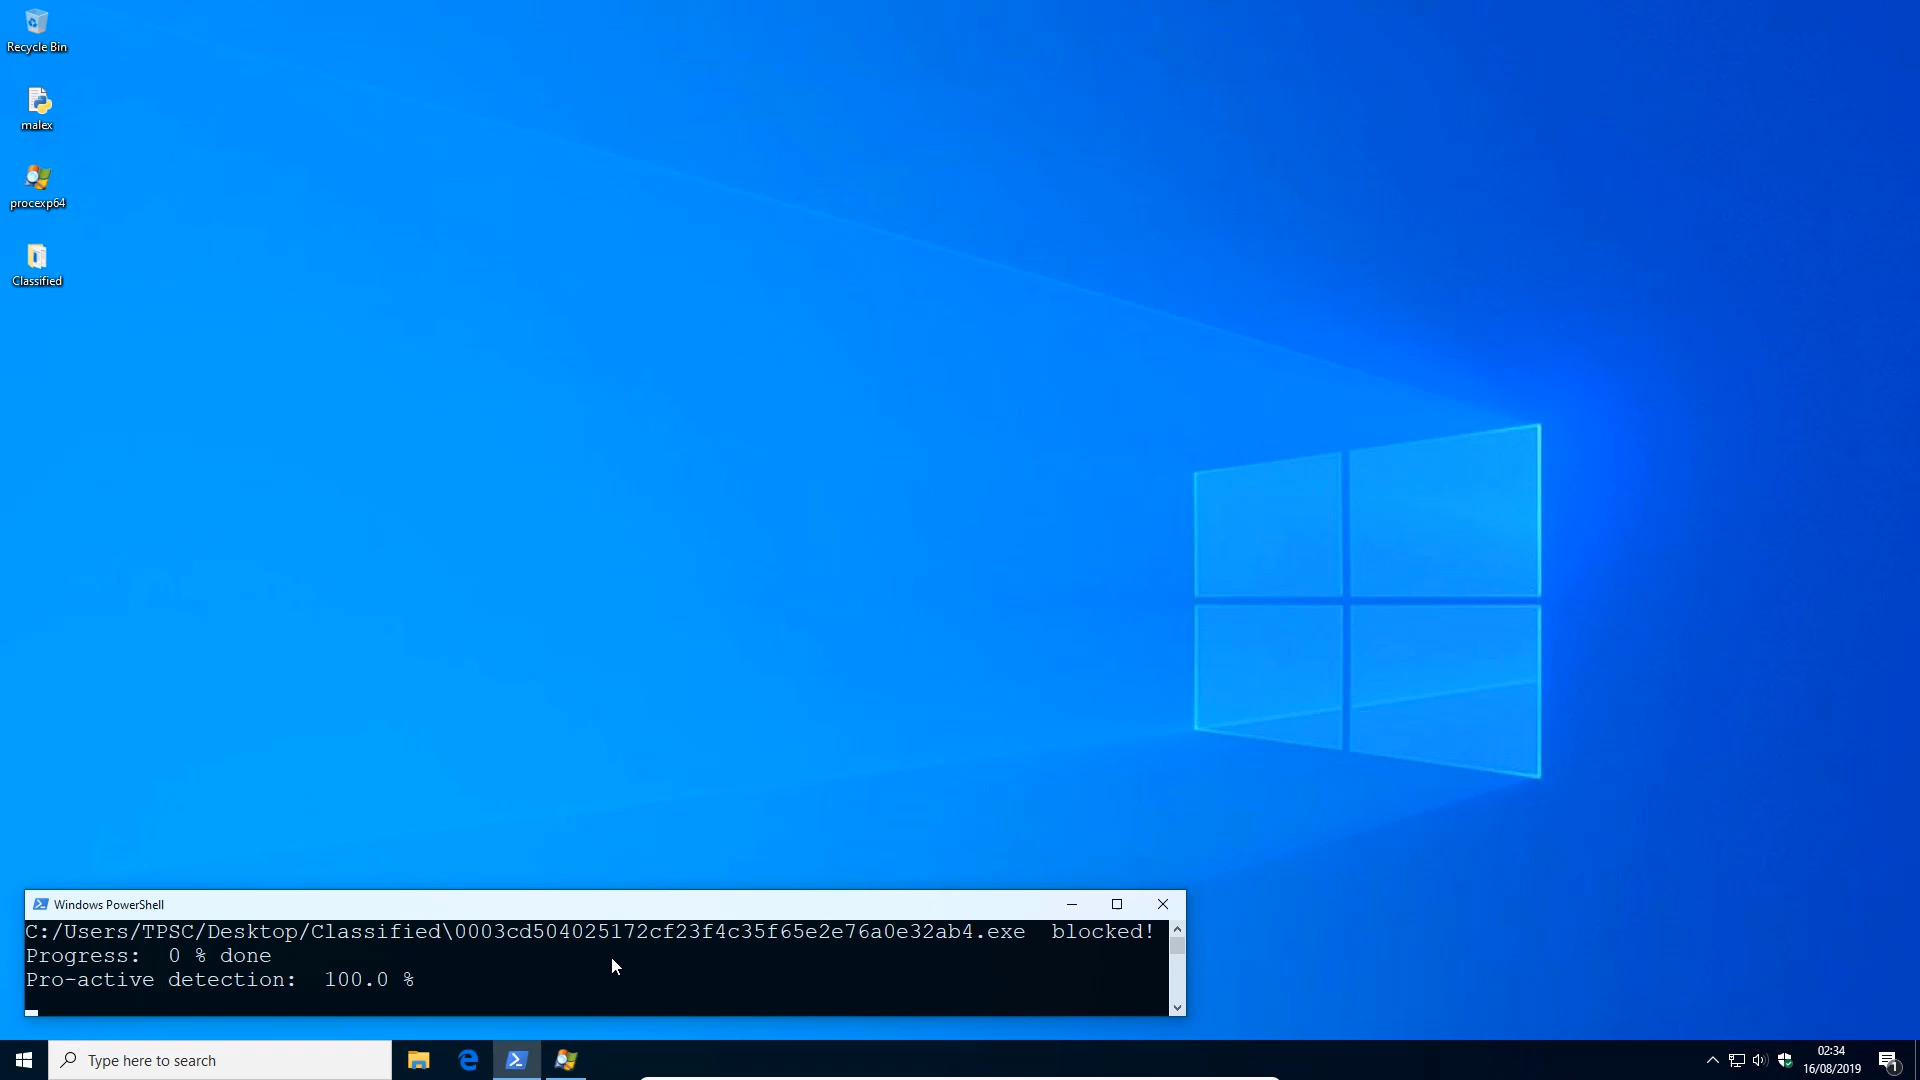 Recycle Bin
malex
procexp64
Classified
Windows PowerShell
C:/Users/TPSC/Desktop/Classified\0003cd504025172cf23f4c35f65e2e76a0e32ab4.exe  blocked!
Progress:  0 % done
Pro-active detection:  100.0 %
Type here to search
02:34
16/08/2019
1